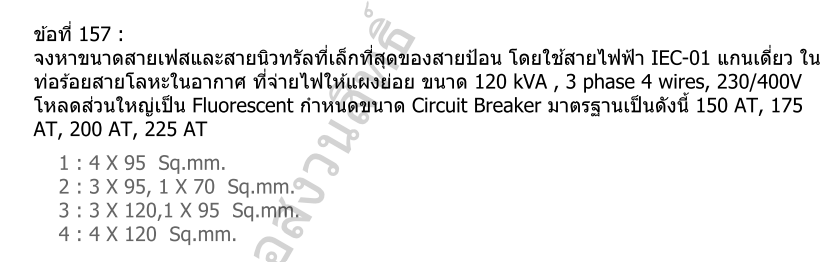 ข้อที่ 157 :
จงหาขนาดสายเฟสและสายนิวทรัลที่เล็กที่สุดของสายป้อน โดยใช้สายไฟฟ้า IEC-01 แกนเดี่ยว ใน
ท่อร้อยสายโลหะในอากาศ ที่จ่ายไฟให้แผงย่อย ขนาด 120 kVA , 3 phase 4 wires, 230/400V
โหลดส่วนใหญ่เป็น Fluorescent กำหนดขนาด Circuit Breaker มาตรฐานเป็นดังนี้ 150 AT, 175
AT, 200 AT, 225 AT
1 : 4 X 95 Sq.mm.
2 : 3 X 95, 1 X 70 Sq.mm.
3 : 3 X 120,1 X 95 Sq.mm.
4 : 4 X 120 Sq.mm.